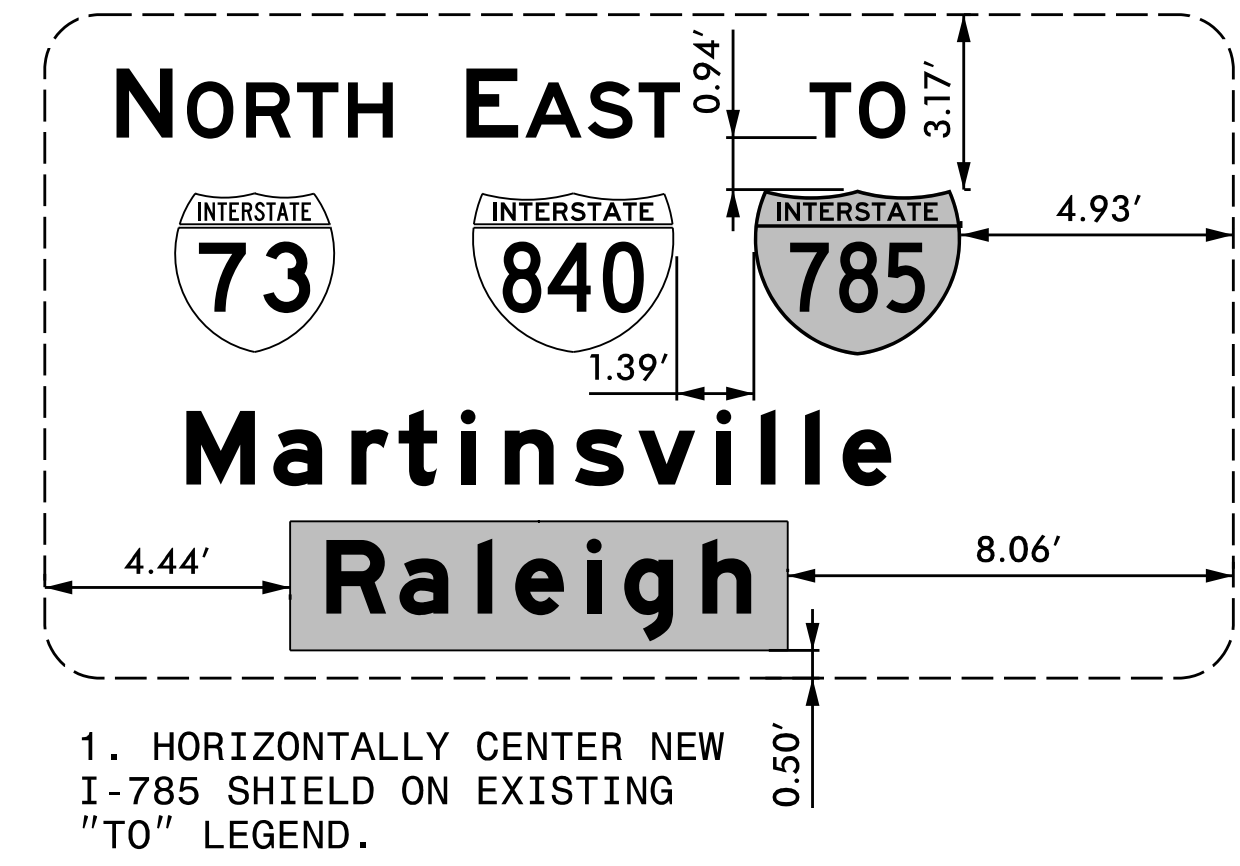 NORTH EAST TO
0.94′
3.17′
INTERSTATE INTERSTATE INTERSTATE
73 840 785
4.93′
1.39′
Martinsville
Raleigh
4.44′
8.06′
0.50′
1. HORIZONTALLY CENTER NEW
I-785 SHIELD ON EXISTING
"TO" LEGEND.